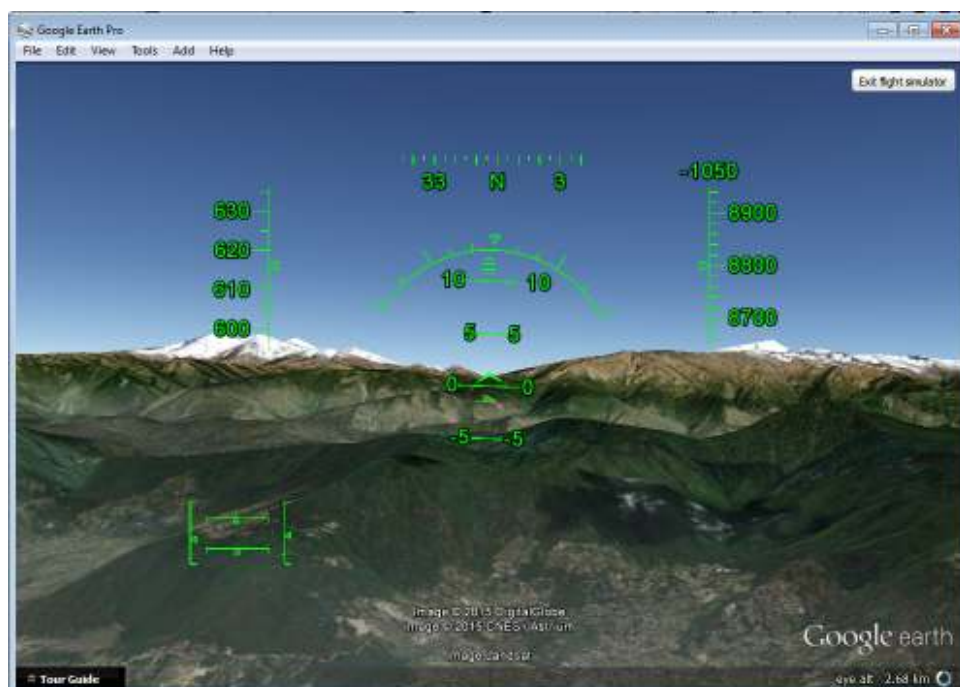 Google Earth Pro
File Edit View Tools Add Help
Exit flight simulator
33 N 3
-1050
630 8900
620 8800
610
600 8700
10 10
5 5
0 0
-5 -5
Image © 2015 DigitalGlobe
Image © 2015 CNES / Astrium
Image Landsat
Google earth
Tour Guide
eye alt 2.68 km